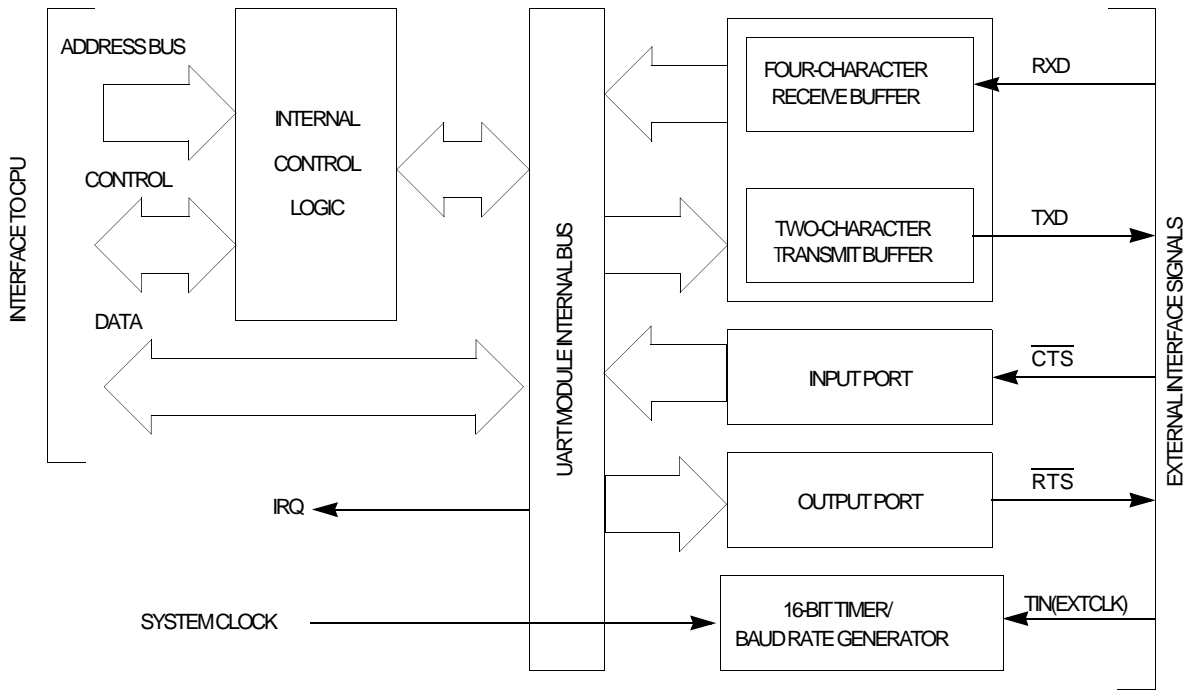 ADDRESS BUS
INTERNAL
CONTROL
LOGIC
CONTROL
DATA
INTERFACE TO CPU
IRQ
SYSTEM CLOCK
UART MODULE INTERNAL BUS
FOUR-CHARACTER
RECEIVE BUFFER
RXD
TWO-CHARACTER
TRANSMIT BUFFER
TXD
INPUT PORT
CTS
OUTPUT PORT
RTS
16-BIT TIMER/
BAUD RATE GENERATOR
TIN(EXTCLK)
EXTERNAL INTERFACE SIGNALS